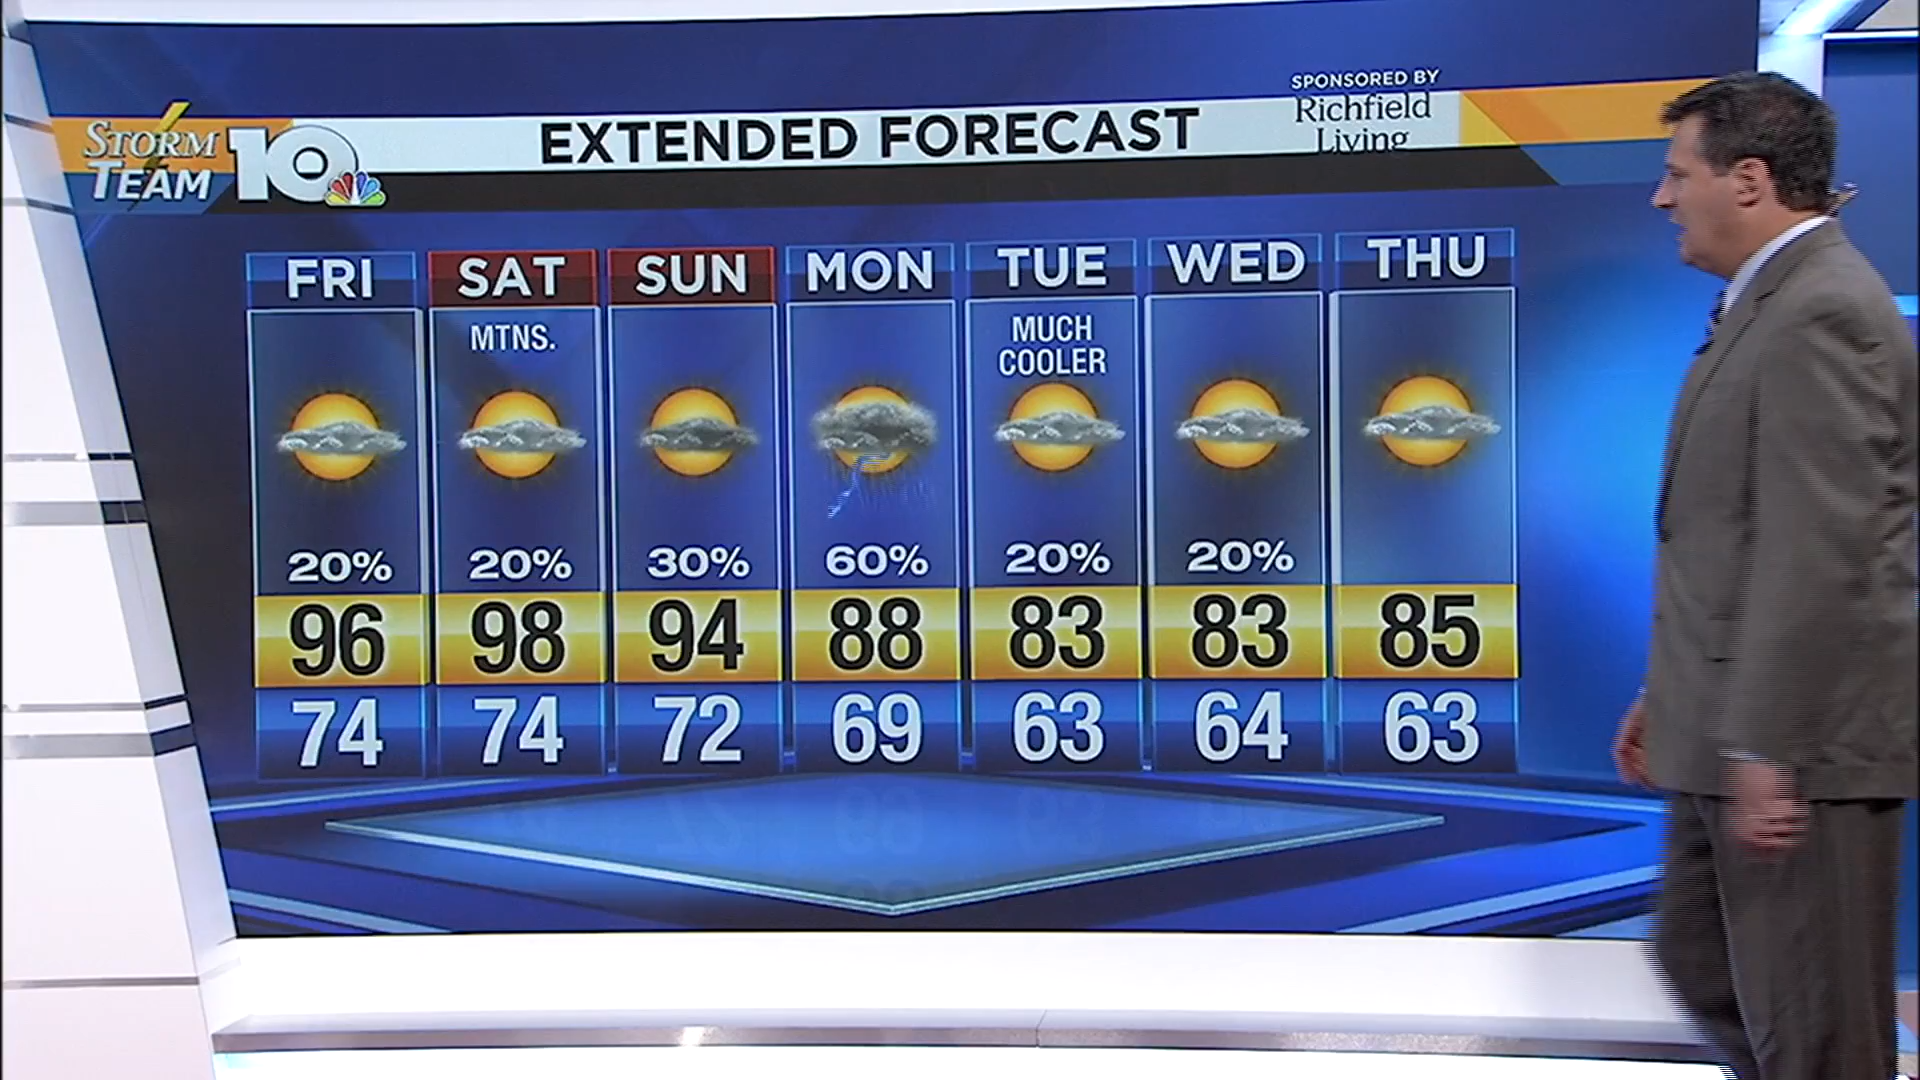 STORM
TEAM
10
EXTENDED FORECAST
SPONSORED BY
Richfield
Living
FRI SAT SUN MON TUE WED THU
MTNS.
MUCH
COOLER
20% 20% 30% 60% 20% 20%
96 98 94 88 83 83 85
74 74 72 69 63 64 63